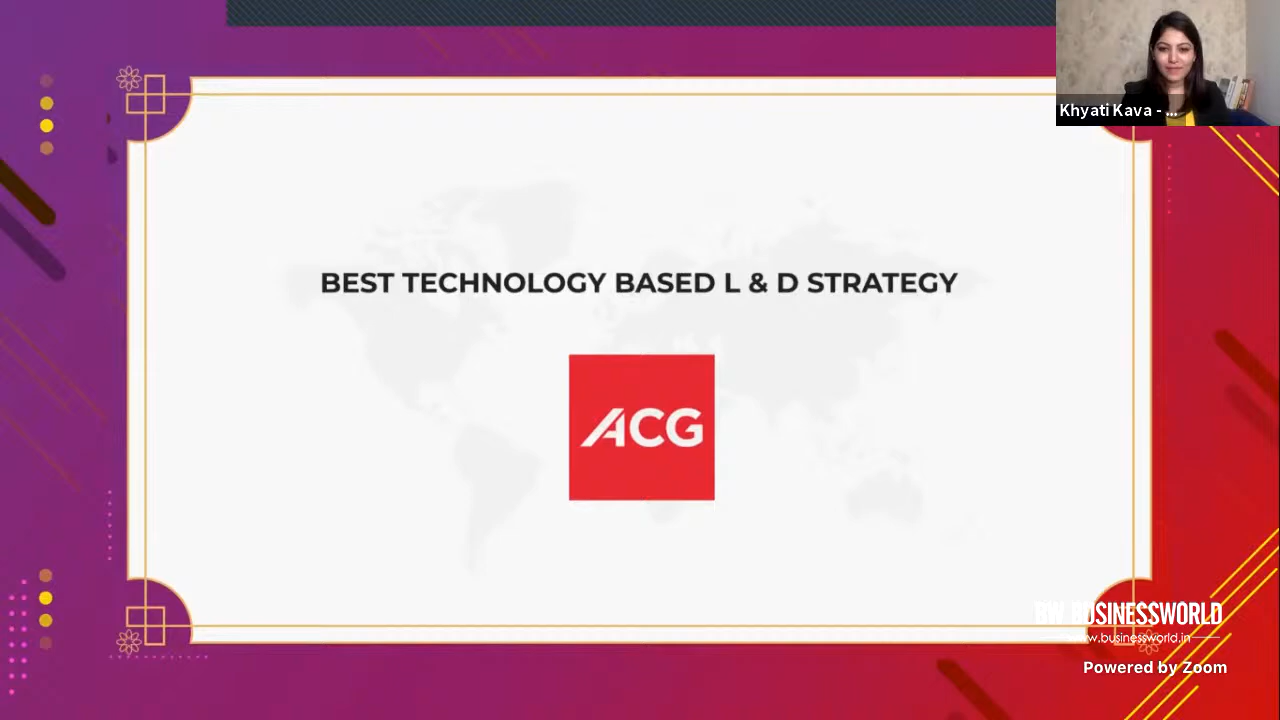 Khyati Kava - ...
BEST TECHNOLOGY BASED L & D STRATEGY
ACG
BW BUSINESSWORLD
www.businessworld.in
Powered by Zoom